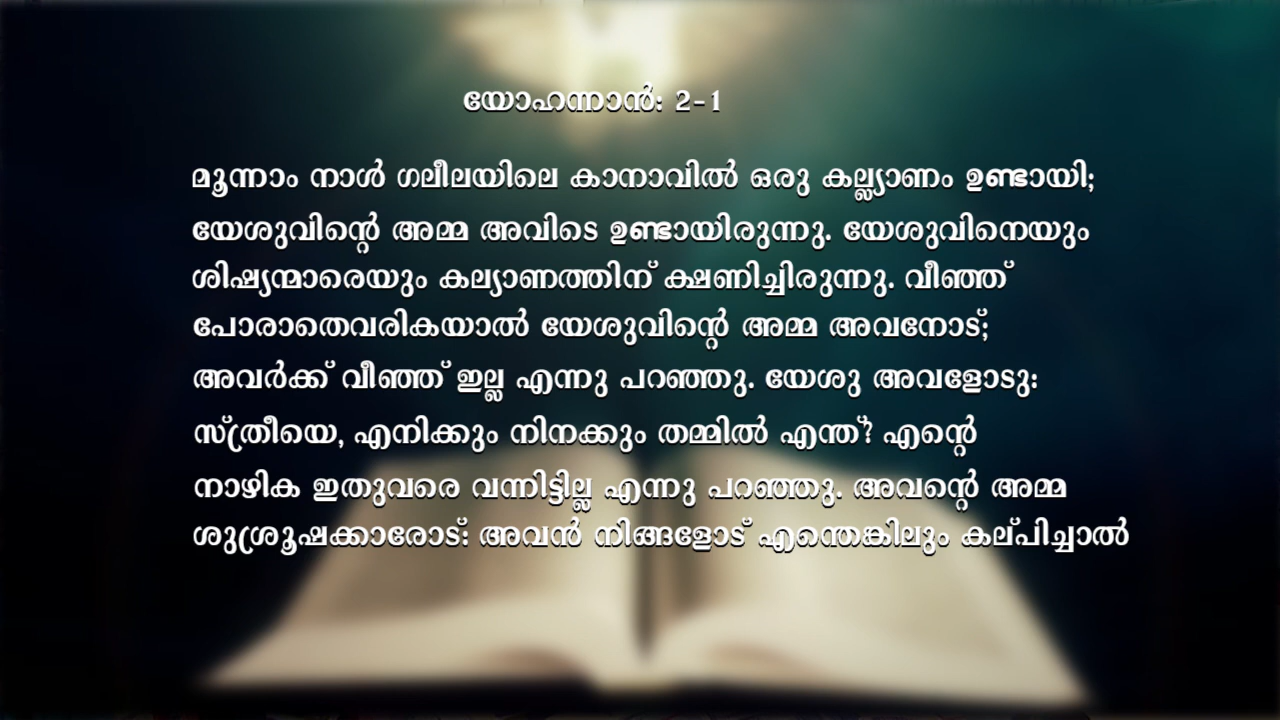 യോഹന്നാൻ: 2-1
മൂന്നാം നാൾ ഗലീലയിലെ കാനാവിൽ ഒരു കല്ല്യാണം ഉണ്ടായി;
യേശുവിന്റെ അമ്മ അവിടെ ഉണ്ടായിരുന്നു. യേശുവിനെയും
ശിഷ്യന്മാരെയും കല്യാണത്തിന് ക്ഷണിച്ചിരുന്നു. വീഞ്ഞ്
പോരാതെവരികയാൽ യേശുവിന്റെ അമ്മ അവനോട്;
അവർക്ക് വീഞ്ഞ് ഇല്ല എന്നു പറഞ്ഞു. യേശു അവളോടു:
സ്ത്രീയെ, എനിക്കും നിനക്കും തമ്മിൽ എന്ത്? എന്റെ
നാഴിക ഇതുവരെ വന്നിട്ടില്ല എന്നു പറഞ്ഞു. അവന്റെ അമ്മ
ശുശ്രൂഷക്കാരോട്: അവൻ നിങ്ങളോട് എന്തെങ്കിലും കല്പിച്ചാൽ